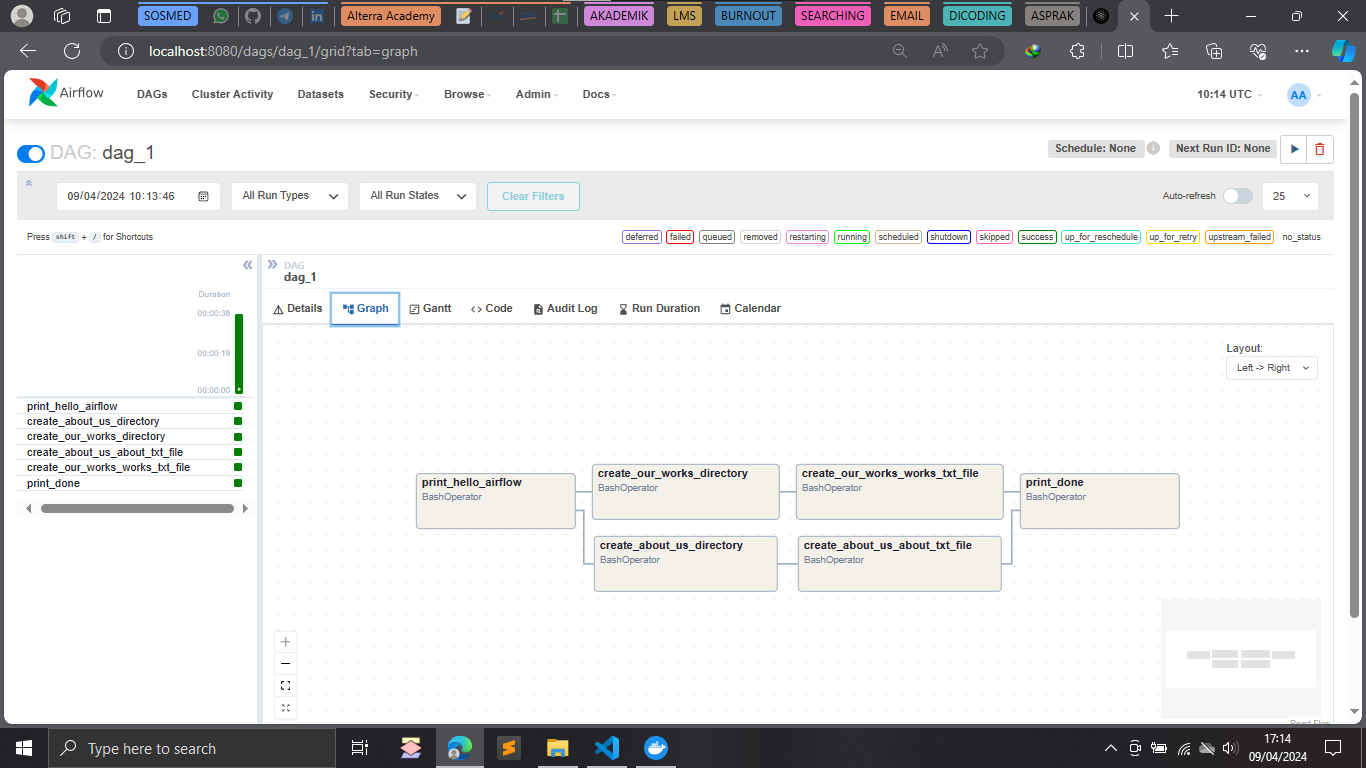 SOSMED
Alterra Academy
AKADEMIK
LMS
BURNOUT
SEARCHING
EMAIL
DICODING
ASPRAK
localhost:8080/dags/dag_1/grid?tab=graph
Airflow
DAGs
Cluster Activity
Datasets
Security
Browse
Admin
Docs
10:14 UTC
AA
DAG: dag_1
Schedule: None
Next Run ID: None
09/04/2024 10:13:46
All Run Types
All Run States
Clear Filters
Auto-refresh
25
Press shift + / for Shortcuts
deferred
failed
queued
removed
restarting
running
scheduled
shutdown
skipped
success
up_for_reschedule
up_for_retry
upstream_failed
no_status
Duration
00:00:38
00:00:19
00:00:00
print_hello_airflow
create_about_us_directory
create_our_works_directory
create_about_us_about_txt_file
create_our_works_works_txt_file
print_done
DAG
dag_1
Details
Graph
Gantt
Code
Audit Log
Run Duration
Calendar
Layout:
Left -> Right
print_hello_airflow
BashOperator
create_our_works_directory
BashOperator
create_our_works_works_txt_file
BashOperator
print_done
BashOperator
create_about_us_directory
BashOperator
create_about_us_about_txt_file
BashOperator
React Flow
Type here to search
17:14
09/04/2024